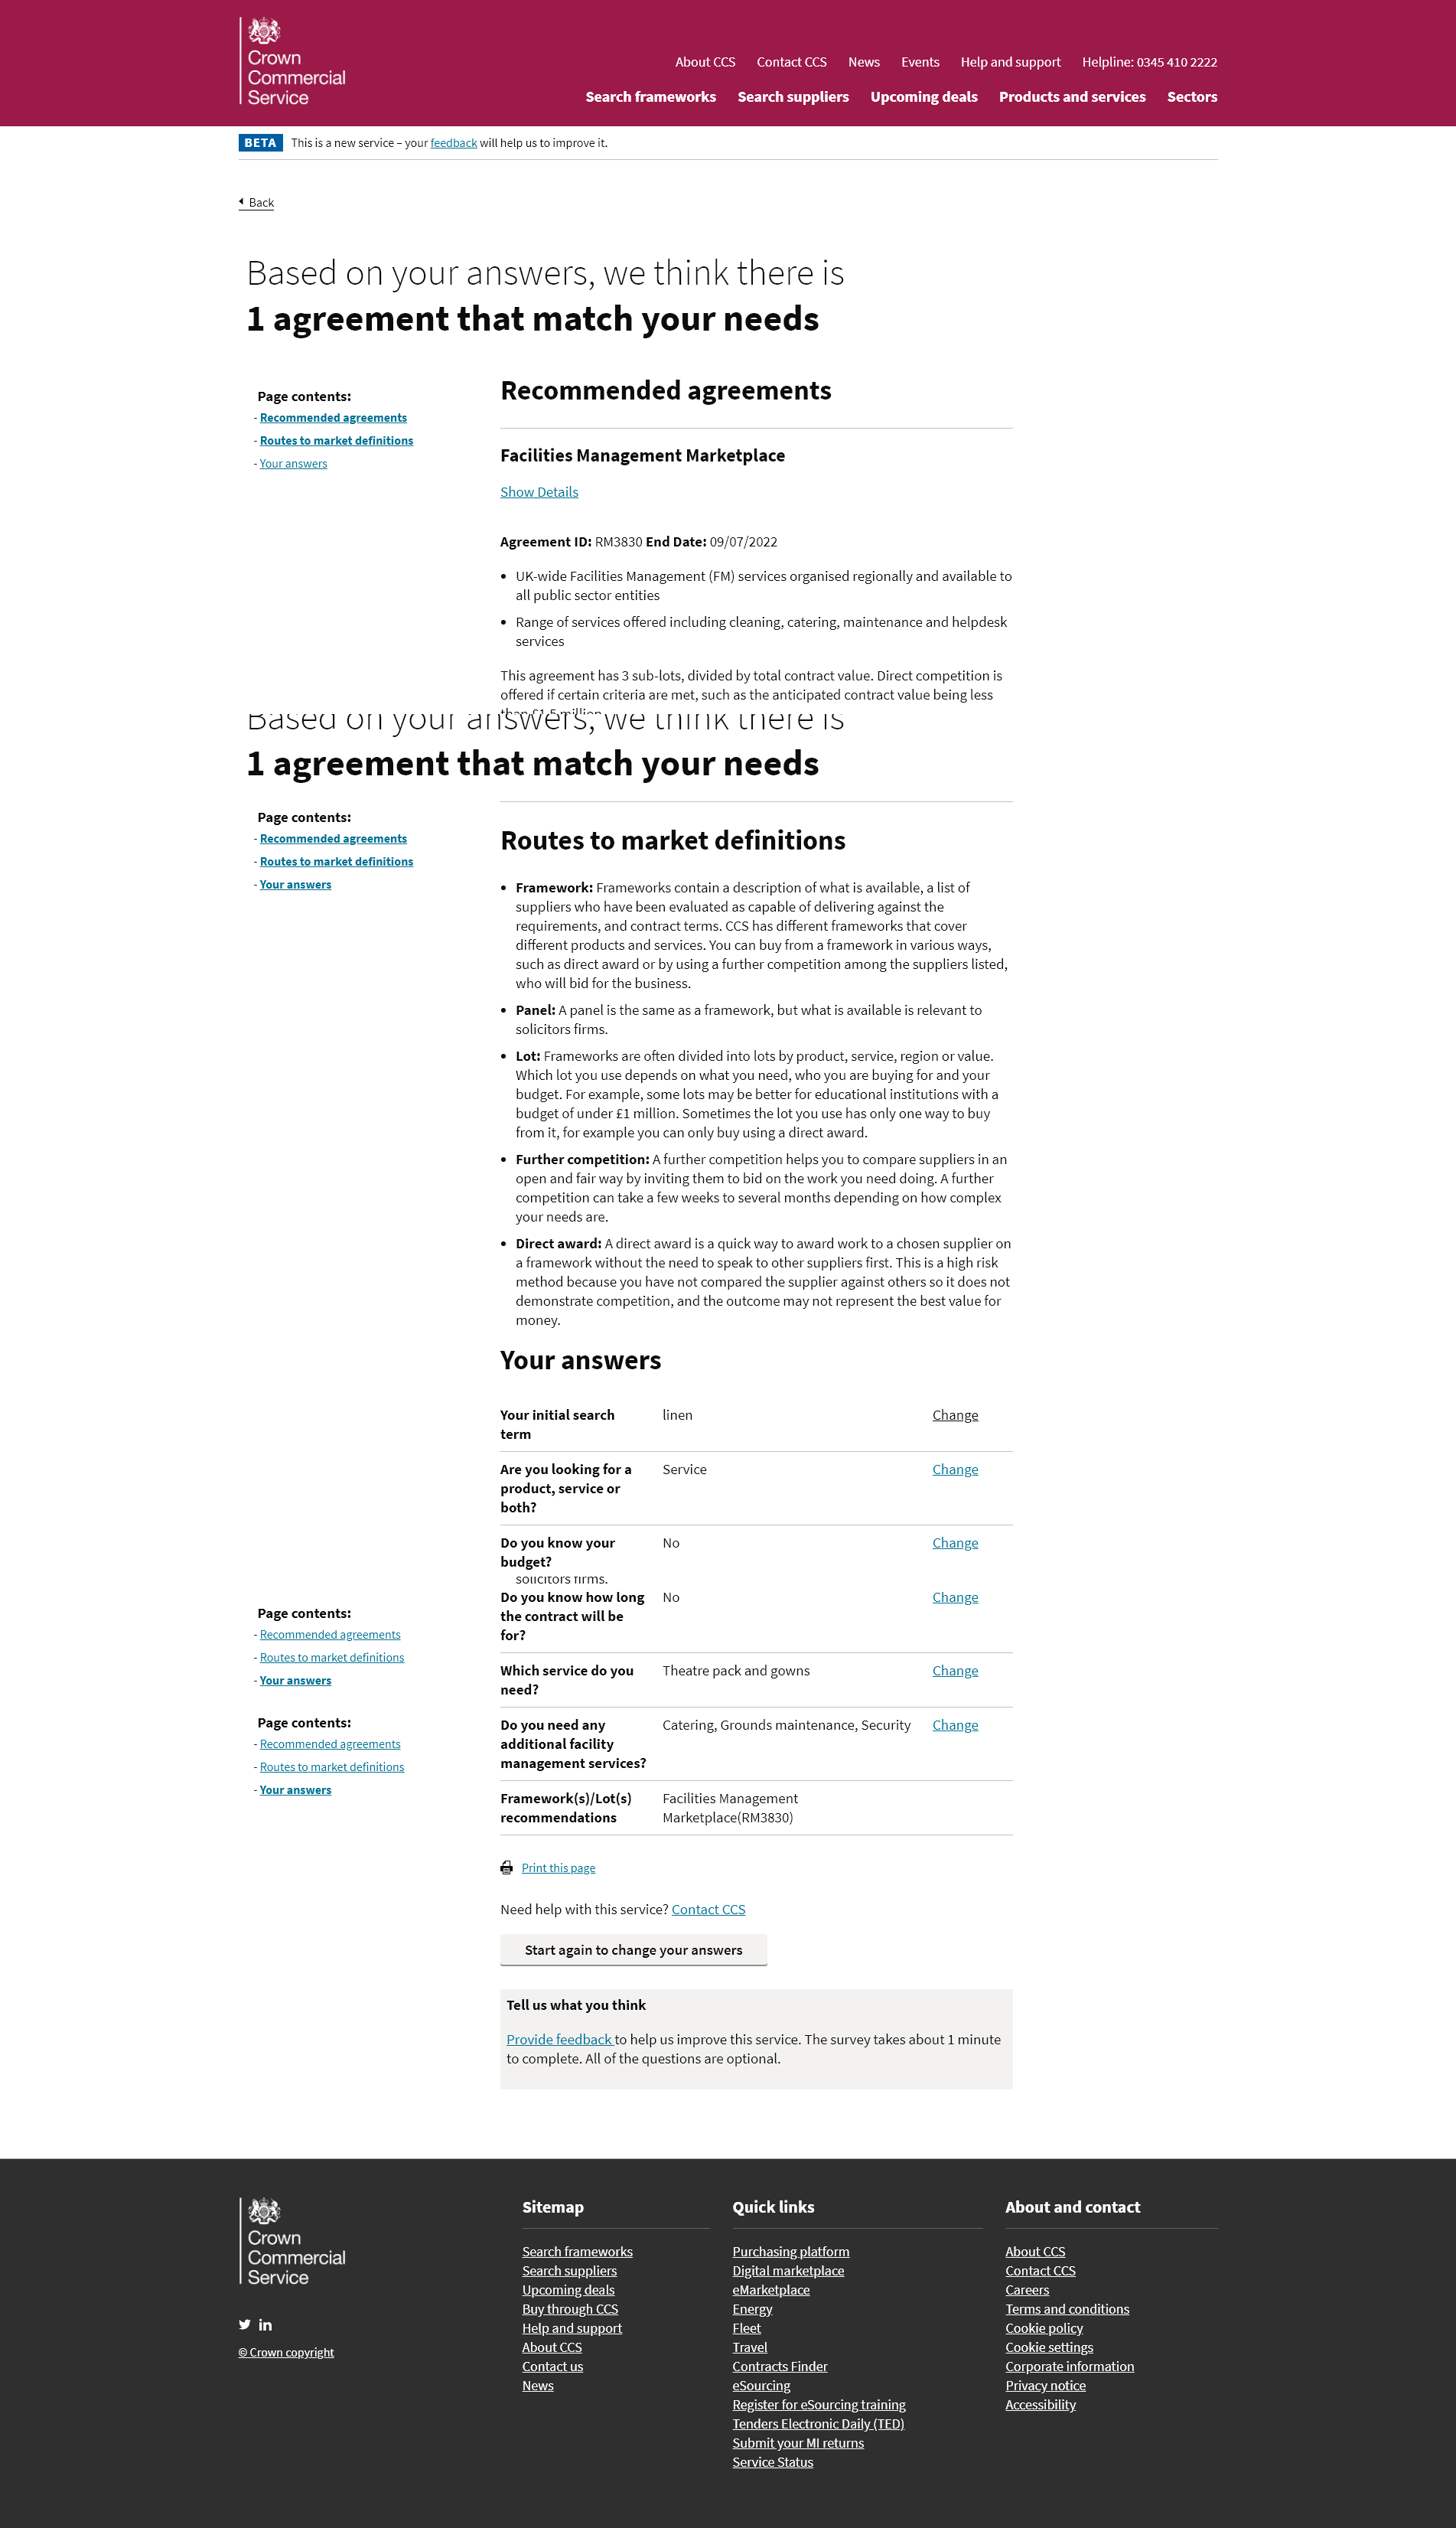 Crown
Commercial
Service
About CCS Contact CCS News Events Help and support Helpline: 0345 410 2222
Search frameworks Search suppliers Upcoming deals Products and services Sectors
BETA This is a new service – your feedback will help us to improve it.
Back
Based on your answers, we think there is
1 agreement that match your needs
Page contents:
- Recommended agreements
- Routes to market definitions
- Your answers
Recommended agreements
Facilities Management Marketplace
Show Details
Agreement ID: RM3830 End Date: 09/07/2022
• UK-wide Facilities Management (FM) services organised regionally and available to
all public sector entities
• Range of services offered including cleaning, catering, maintenance and helpdesk
services
This agreement has 3 sub-lots, divided by total contract value. Direct competition is
offered if certain criteria are met, such as the anticipated contract value being less
than £1.5 million
Based on your answers, we think there is
1 agreement that match your needs
Page contents:
- Recommended agreements
- Routes to market definitions
- Your answers
Routes to market definitions
• Framework: Frameworks contain a description of what is available, a list of
suppliers who have been evaluated as capable of delivering against the
requirements, and contract terms. CCS has different frameworks that cover
different products and services. You can buy from a framework in various ways,
such as direct award or by using a further competition among the suppliers listed,
who will bid for the business.
• Panel: A panel is the same as a framework, but what is available is relevant to
solicitors firms.
• Lot: Frameworks are often divided into lots by product, service, region or value.
Which lot you use depends on what you need, who you are buying for and your
budget. For example, some lots may be better for educational institutions with a
budget of under £1 million. Sometimes the lot you use has only one way to buy
from it, for example you can only buy using a direct award.
• Further competition: A further competition helps you to compare suppliers in an
open and fair way by inviting them to bid on the work you need doing. A further
competition can take a few weeks to several months depending on how complex
your needs are.
• Direct award: A direct award is a quick way to award work to a chosen supplier on
a framework without the need to speak to other suppliers first. This is a high risk
method because you have not compared the supplier against others so it does not
demonstrate competition, and the outcome may not represent the best value for
money.
Your answers
Your initial search linen Change
term
Are you looking for a Service Change
product, service or
both?
Do you know your No Change
budget?
solicitors firms.
Do you know how long No Change
the contract will be
for?
Page contents:
- Recommended agreements
- Routes to market definitions
- Your answers
Which service do you Theatre pack and gowns Change
need?
Do you need any Catering, Grounds maintenance, Security Change
additional facility
management services?
Page contents:
- Recommended agreements
- Routes to market definitions
- Your answers
Framework(s)/Lot(s) Facilities Management
recommendations Marketplace(RM3830)
Print this page
Need help with this service? Contact CCS
Start again to change your answers
Tell us what you think
Provide feedback to help us improve this service. The survey takes about 1 minute
to complete. All of the questions are optional.
Crown
Commercial
Service
© Crown copyright
Sitemap
Search frameworks
Search suppliers
Upcoming deals
Buy through CCS
Help and support
About CCS
Contact us
News
Quick links
Purchasing platform
Digital marketplace
eMarketplace
Energy
Fleet
Travel
Contracts Finder
eSourcing
Register for eSourcing training
Tenders Electronic Daily (TED)
Submit your MI returns
Service Status
About and contact
About CCS
Contact CCS
Careers
Terms and conditions
Cookie policy
Cookie settings
Corporate information
Privacy notice
Accessibility